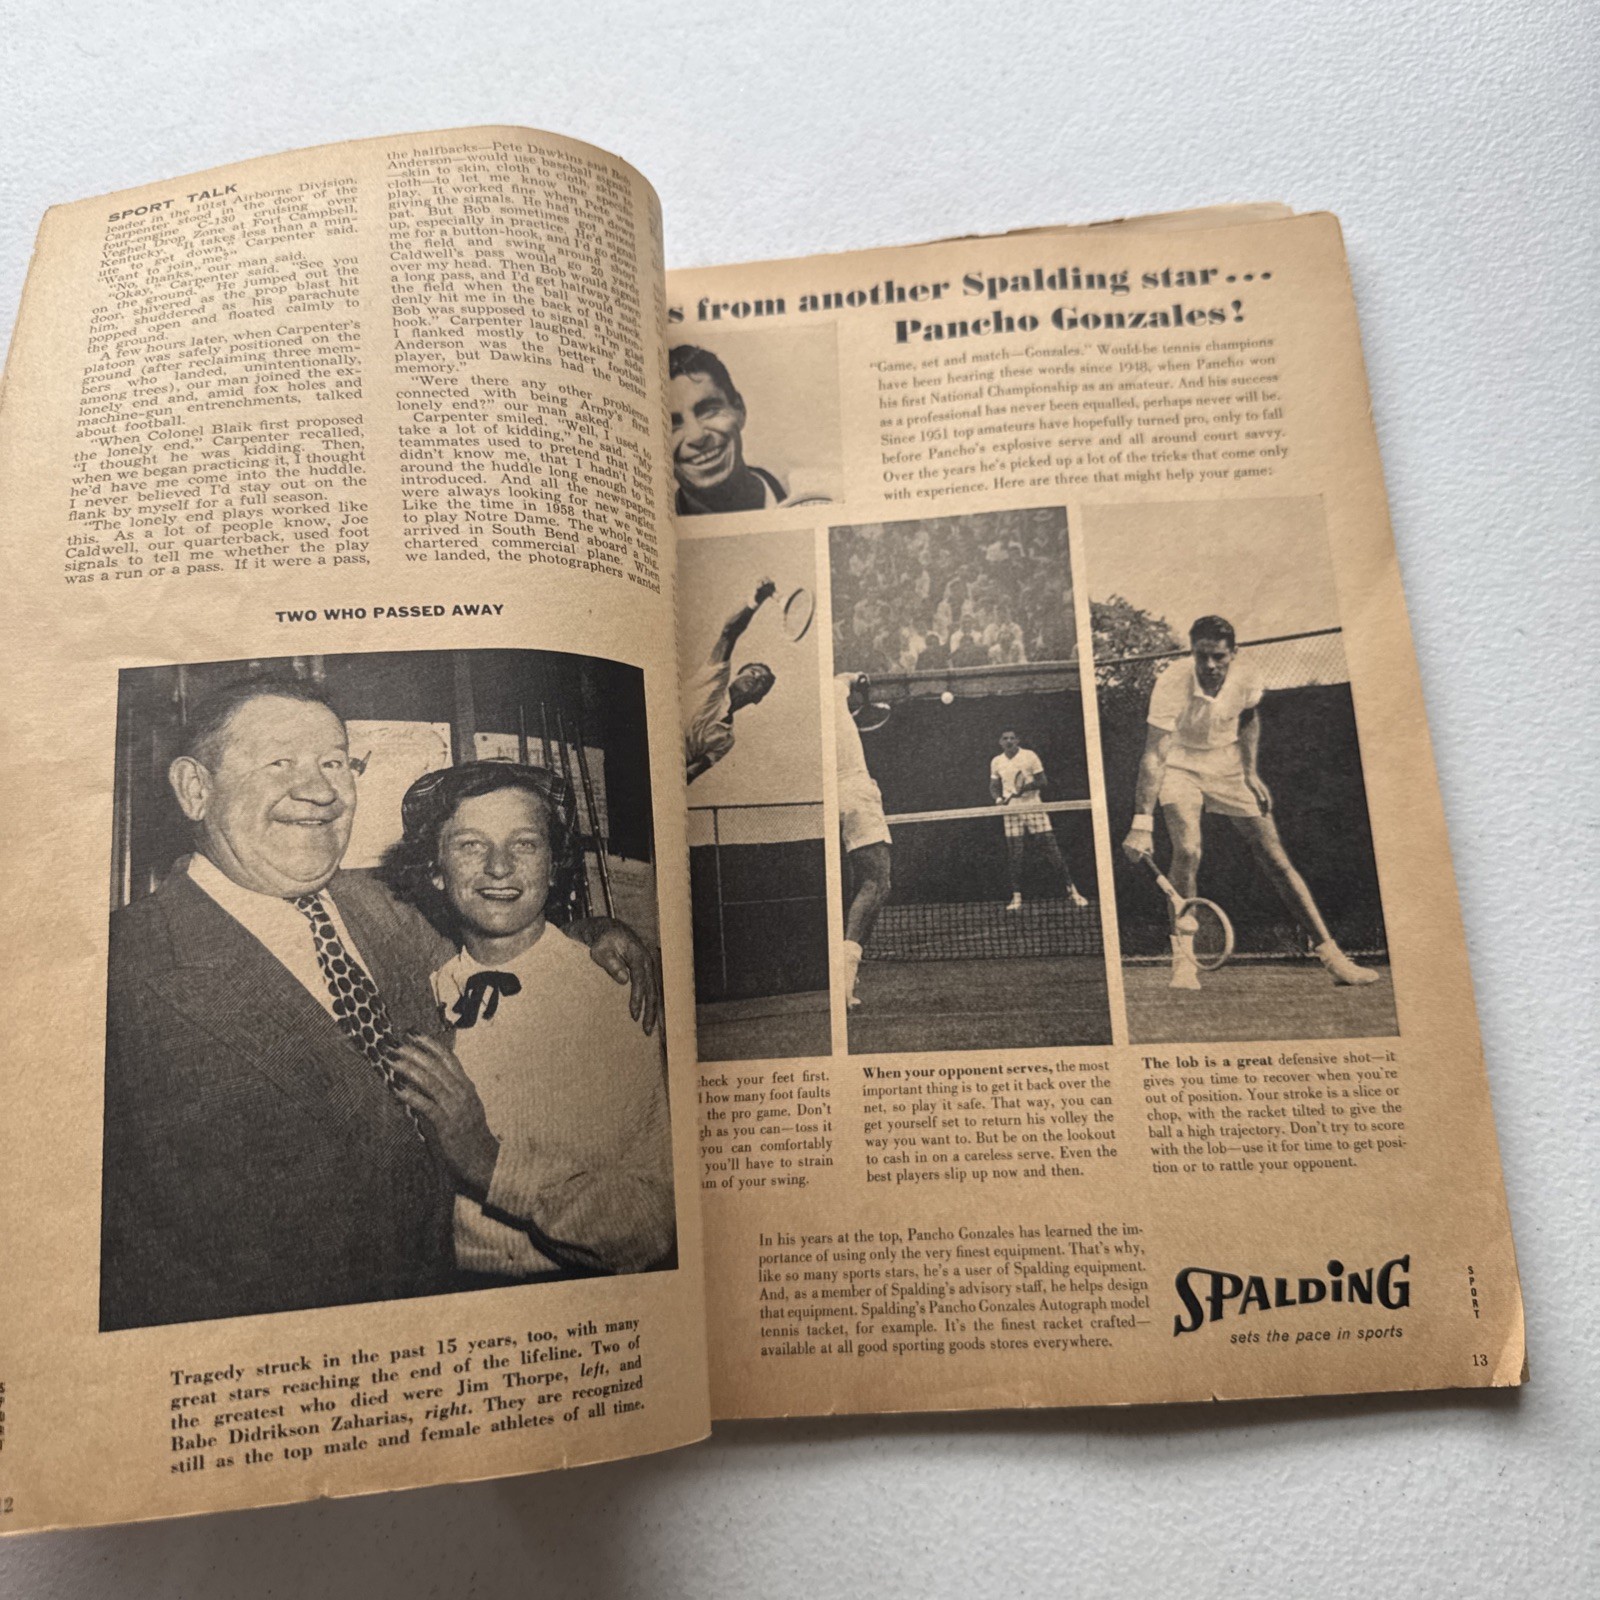 SPORT TALK
leader in the 101st Airborne Division,
Carpenter stood in the door of the
four-engine C-130 cruising over
Veghel Drop Zone at Fort Campbell,
Kentucky. "It takes less than a min-
ute to get down," Carpenter said.
"Want to join me?"
"No, thanks," our man said.
"Okay," Carpenter said. "See you
on the ground." He jumped out the
door, shivered as the prop blast hit
him, shuddered as his parachute
popped open and floated calmly to
the ground.
A few hours later, when Carpenter's
platoon was safely positioned on the
ground (after reclaiming three mem-
bers who landed, unintentionally,
among trees), our man joined the ex-
lonely end and, amid fox holes and
machine-gun entrenchments, talked
about football.
"When Colonel Blaik first proposed
the lonely end," Carpenter recalled,
"I thought he was kidding. Then,
when we began practicing it, I thought
he'd have me come into the huddle.
I never believed I'd stay out on the
flank by myself for a full season.
"The lonely end plays worked like
this. As a lot of people know, Joe
Caldwell, our quarterback, used foot
signals to tell me whether the play
was a run or a pass. If it were a pass,
the halfbacks—Pete Dawkins and Bob
Anderson—would use baseball signals
—skin to skin, cloth to cloth, skin to
cloth—to let me know the specific
play. It worked fine when Pete was
giving the signals. He had them down
pat. But Bob sometimes got mixed
up, especially in practice. He'd signal
me for a button-hook, and I'd go down
the field and swing around short.
Caldwell's pass would go 20 yards
over my head. Then Bob would signal
a long pass, and I'd get halfway down
the field when the ball would sud-
denly hit me in the back of the neck.
Bob was supposed to signal a button-
hook." Carpenter laughed. "I'm glad
I flanked mostly to Dawkins' side.
Anderson was the better football
player, but Dawkins had the better
memory."
"Were there any other problems
connected with being Army's first
lonely end?" our man asked.
Carpenter smiled. "Well, I used to
take a lot of kidding," he said. "My
teammates used to pretend that they
didn't know me, that I hadn't been
around the huddle long enough to be
introduced. And all the newspapers
were always looking for new angles.
Like the time in 1958 that we went
to play Notre Dame. The whole team
arrived in South Bend aboard a big
chartered commercial plane. When
we landed, the photographers wanted
TWO WHO PASSED AWAY
Tragedy struck in the past 15 years, too, with many
great stars reaching the end of the lifeline. Two of
the greatest who died were Jim Thorpe, left, and
Babe Didrikson Zaharias, right. They are recognized
still as the top male and female athletes of all time.
12
from another Spalding star...
Pancho Gonzales!
"Game, set and match—Gonzales." Would-be tennis champions
have been hearing these words since 1948, when Pancho won
his first National Championship as an amateur. And his success
as a professional has never been equalled, perhaps never will be.
Since 1951 top amateurs have hopefully turned pro, only to fall
before Pancho's explosive serve and all around court savvy.
Over the years he's picked up a lot of the tricks that come only
with experience. Here are three that might help your game:
check your feet first.
how many foot faults
the pro game. Don't
as you can—toss it
you can comfortably
you'll have to strain
of your swing.
When your opponent serves, the most
important thing is to get it back over the
net, so play it safe. That way, you can
get yourself set to return his volley the
way you want to. But be on the lookout
to cash in on a careless serve. Even the
best players slip up now and then.
The lob is a great defensive shot—it
gives you time to recover when you're
out of position. Your stroke is a slice or
chop, with the racket tilted to give the
ball a high trajectory. Don't try to score
with the lob—use it for time to get posi-
tion or to rattle your opponent.
In his years at the top, Pancho Gonzales has learned the im-
portance of using only the very finest equipment. That's why,
like so many sports stars, he's a user of Spalding equipment.
And, as a member of Spalding's advisory staff, he helps design
that equipment. Spalding's Pancho Gonzales Autograph model
tennis tacket, for example. It's the finest racket crafted—
available at all good sporting goods stores everywhere.
SPALDING
sets the pace in sports
SPORT
13